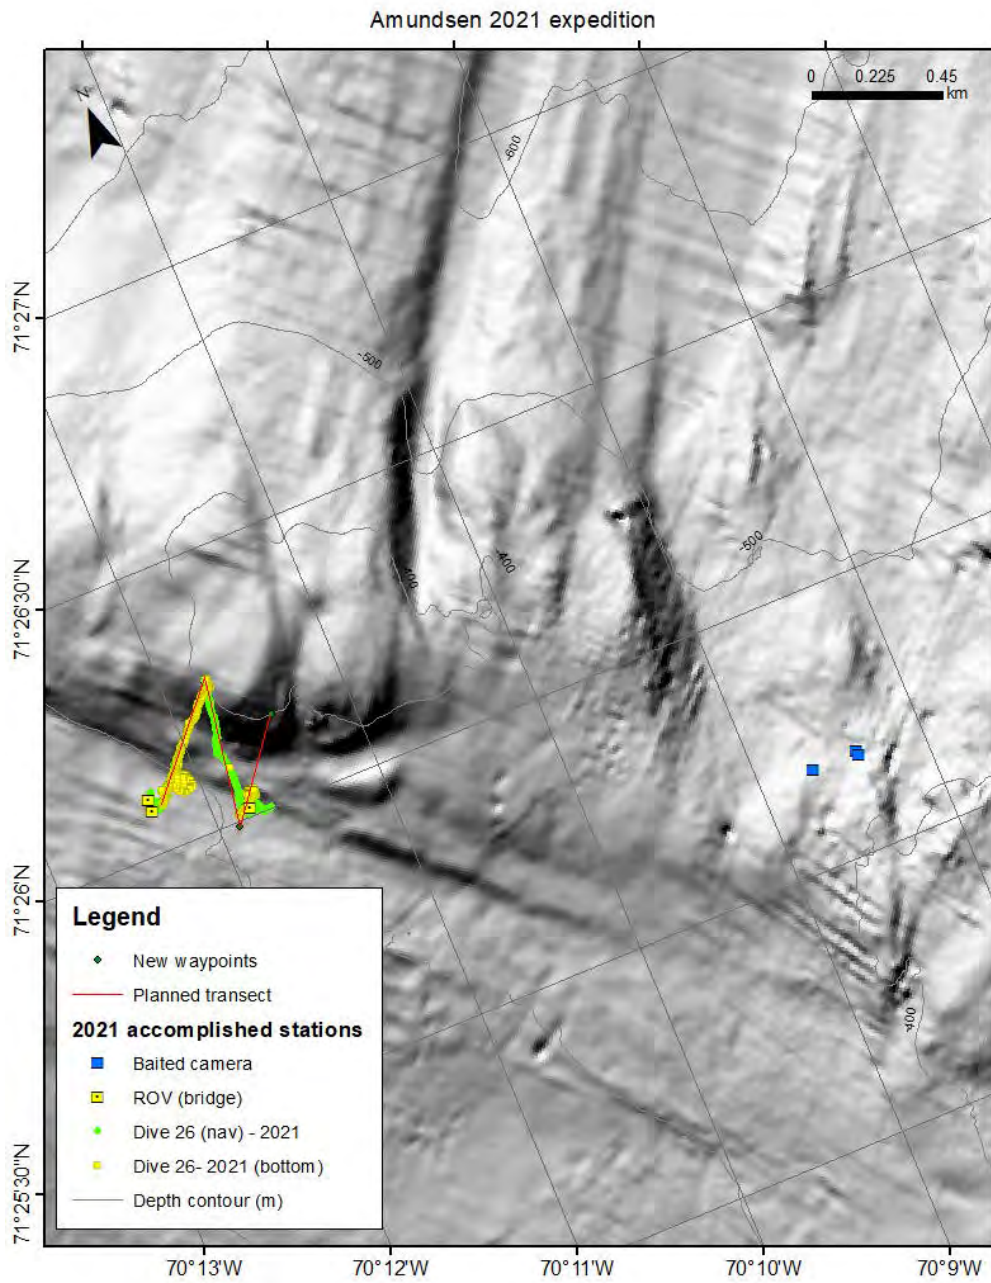 Amundsen 2021 expedition
0 0.225 0.45
km
N
-600
71°27'N
-500
-400
-400
-500
71°26'30"N
71°26'N
-400
Legend
New waypoints
Planned transect
2021 accomplished stations
Baited camera
ROV (bridge)
Dive 26 (nav) - 2021
Dive 26- 2021 (bottom)
Depth contour (m)
71°25'30"N
70°13'W 70°12'W 70°11'W 70°10'W 70°9'W